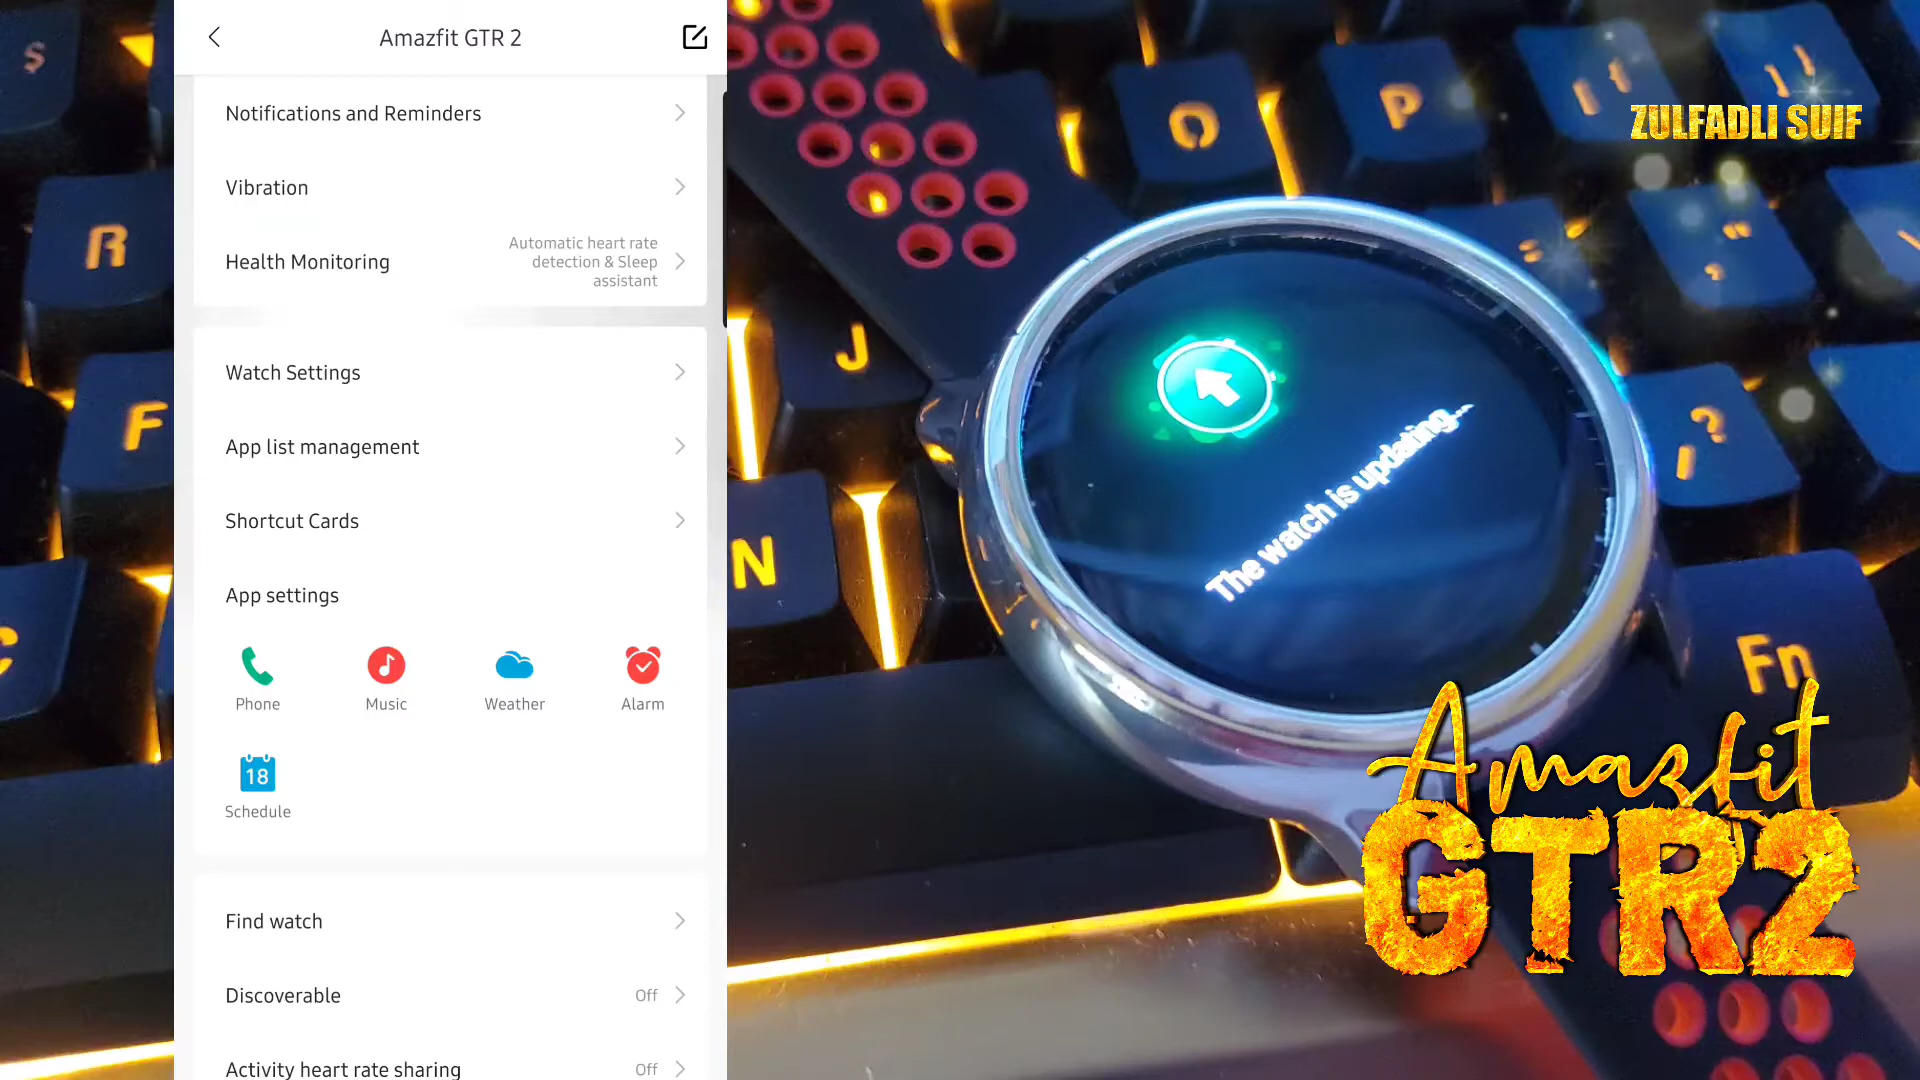 Amazfit GTR 2
Notifications and Reminders
Vibration
Health Monitoring
Automatic heart rate
detection & Sleep
assistant
Watch Settings
App list management
Shortcut Cards
App settings
Phone
Music
Weather
Alarm
18
Schedule
Find watch
Discoverable
Off
Activity heart rate sharing
Off
$
R
F
C
J
N
O
P
[ {
] }
"
'
?
/
Fn
The watch is updating...
ZULFADLI SUIF
Amazfit
GTR2